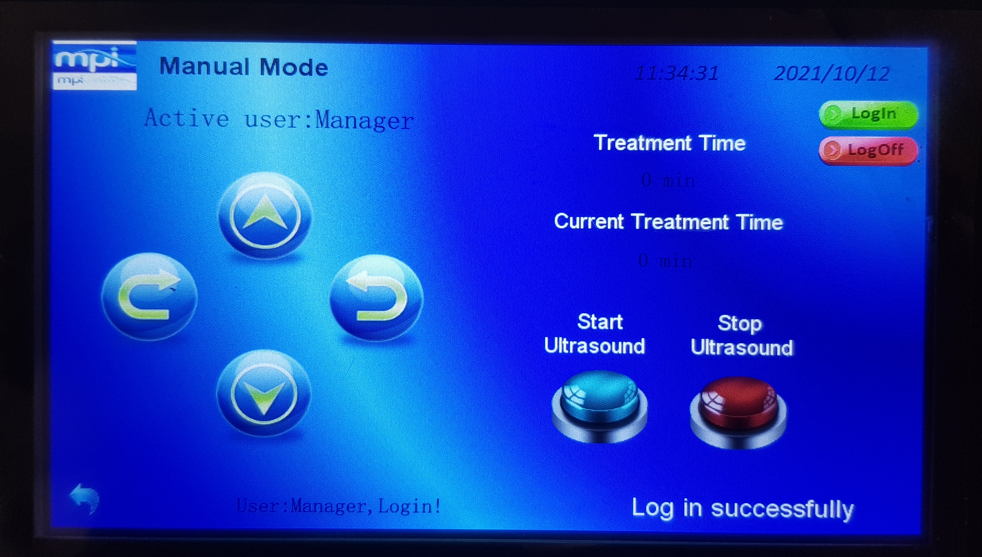 mpi
mpi
Manual Mode
11:34:31
2021/10/12
Active user:Manager
LogIn
LogOff
Treatment Time
0 min
Current Treatment Time
0 min
Start
Ultrasound
Stop
Ultrasound
User:Manager,Login!
Log in successfully